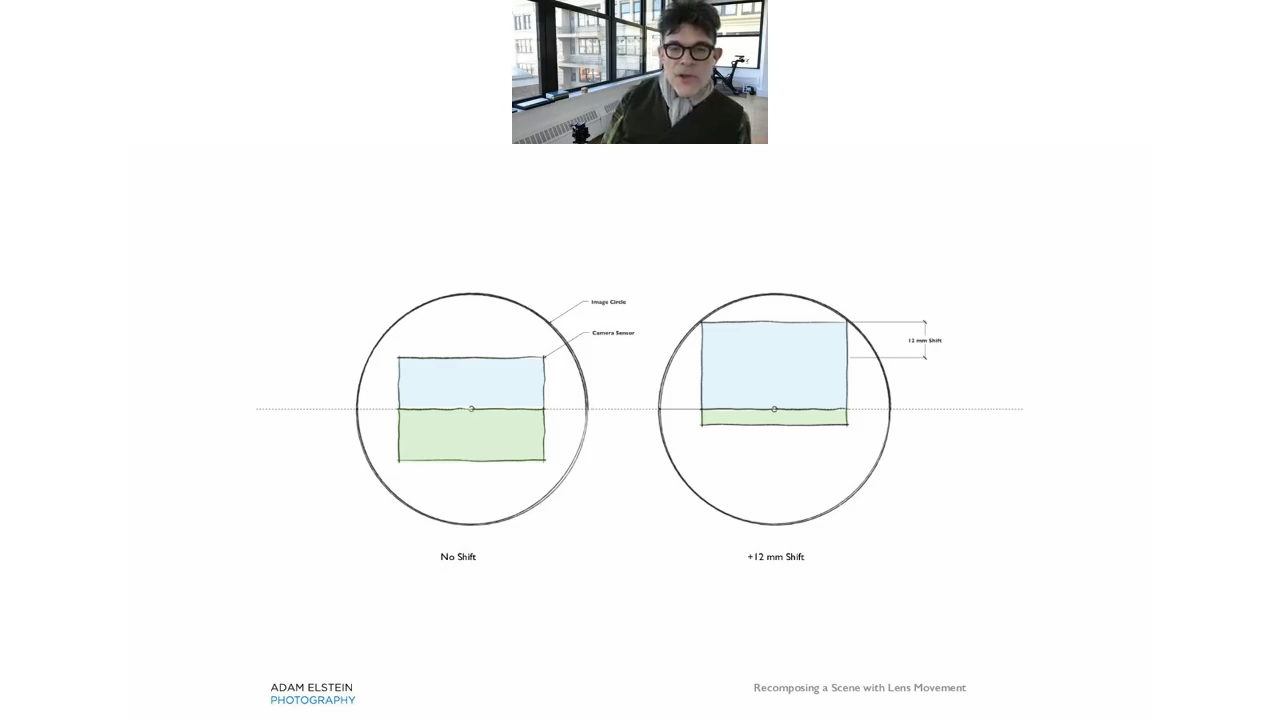 Image Circle
Camera Sensor
12 mm Shift
No Shift
+12 mm Shift
ADAM ELSTEIN
PHOTOGRAPHY
Recomposing a Scene with Lens Movement